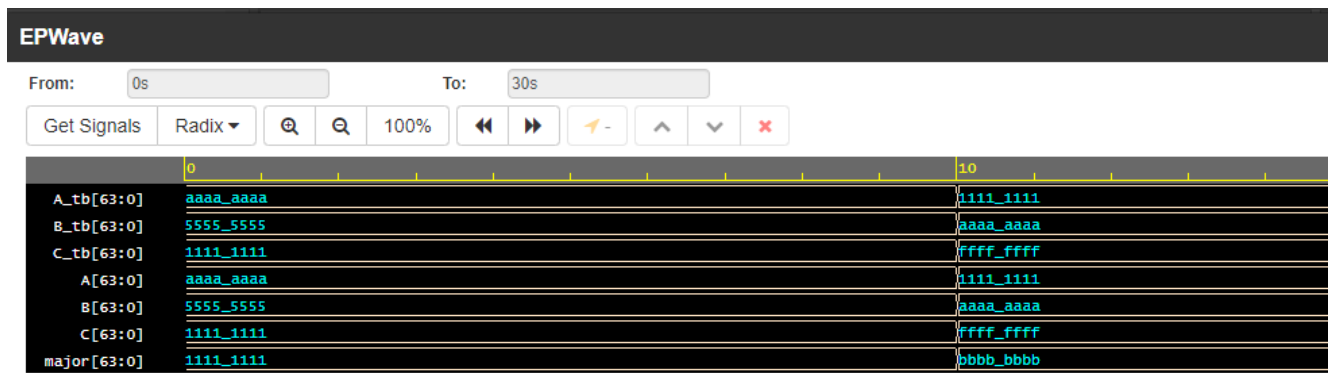 EPWave
From: 0s To: 30s
Get Signals Radix 100% -
0 10
A_tb[63:0] aaaa_aaaa 1111_1111
B_tb[63:0] 5555_5555 aaaa_aaaa
C_tb[63:0] 1111_1111 ffff_ffff
A[63:0] aaaa_aaaa 1111_1111
B[63:0] 5555_5555 aaaa_aaaa
C[63:0] 1111_1111 ffff_ffff
major[63:0] 1111_1111 bbbb_bbbb